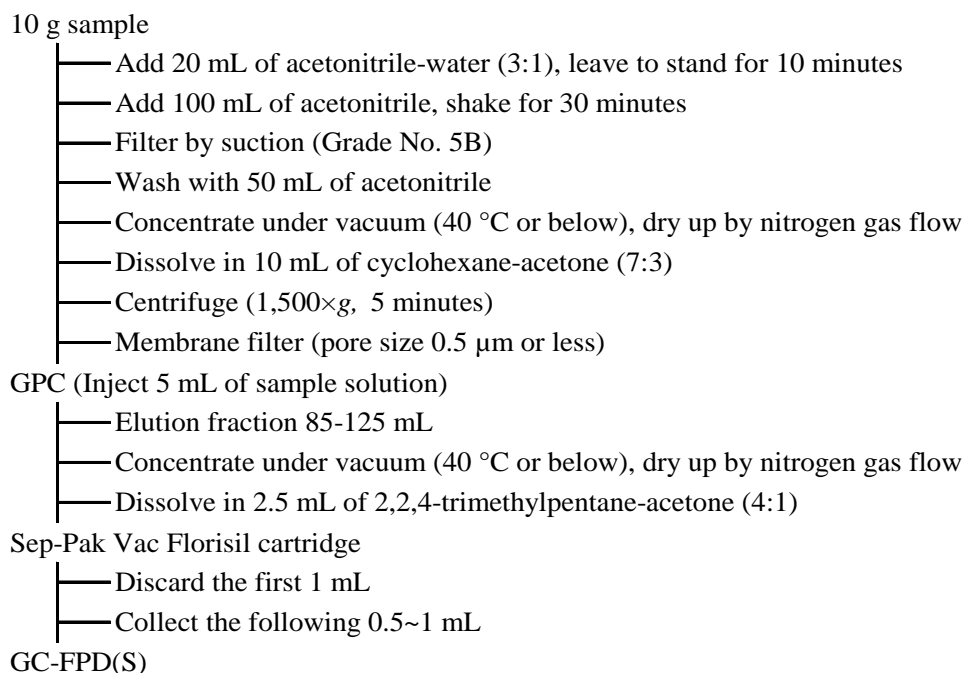 10 g sample
Add 20 mL of acetonitrile-water (3:1), leave to stand for 10 minutes
Add 100 mL of acetonitrile, shake for 30 minutes
Filter by suction (Grade No. 5B)
Wash with 50 mL of acetonitrile
Concentrate under vacuum (40 °C or below), dry up by nitrogen gas flow
Dissolve in 10 mL of cyclohexane-acetone (7:3)
Centrifuge (1,500×g, 5 minutes)
Membrane filter (pore size 0.5 µm or less)
GPC (Inject 5 mL of sample solution)
Elution fraction 85-125 mL
Concentrate under vacuum (40 °C or below), dry up by nitrogen gas flow
Dissolve in 2.5 mL of 2,2,4-trimethylpentane-acetone (4:1)
Sep-Pak Vac Florisil cartridge
Discard the first 1 mL
Collect the following 0.5~1 mL
GC-FPD(S)